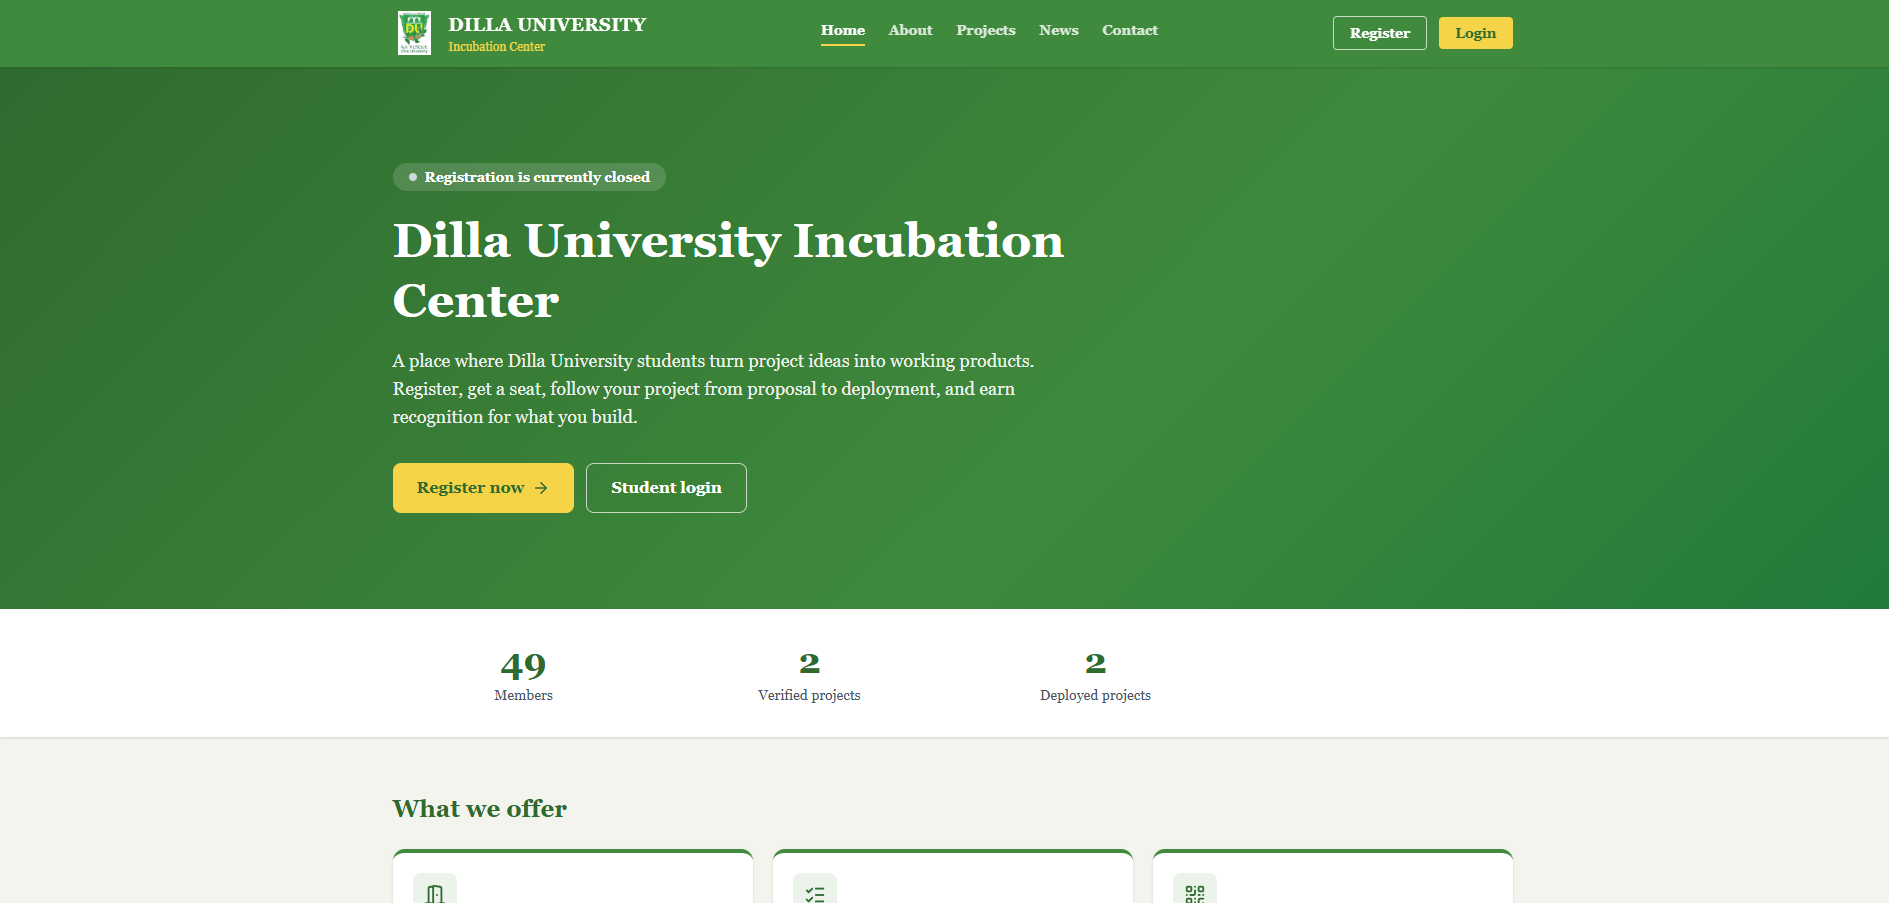 DILLA UNIVERSITY
Incubation Center
Home
About
Projects
News
Contact
Register
Login
Registration is currently closed
Dilla University Incubation
Center
A place where Dilla University students turn project ideas into working products.
Register, get a seat, follow your project from proposal to deployment, and earn
recognition for what you build.
Register now
Student login
49
Members
2
Verified projects
2
Deployed projects
What we offer